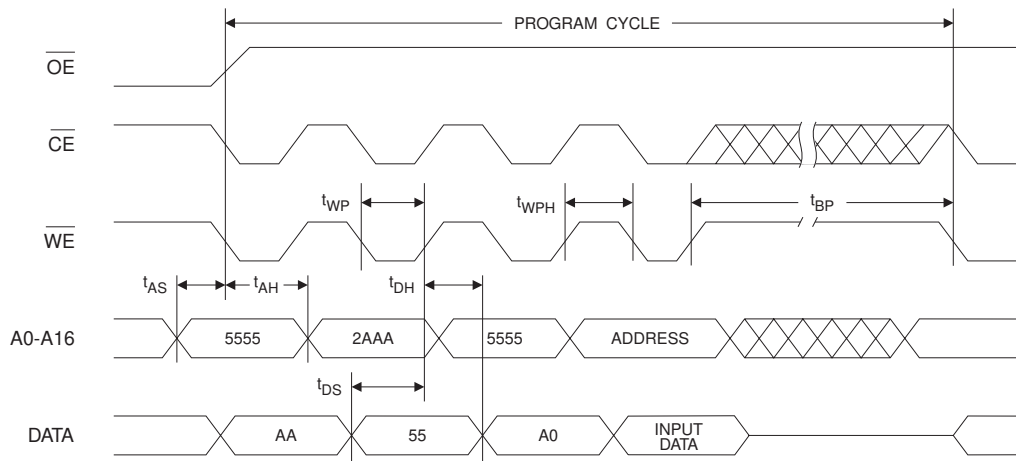 PROGRAM CYCLE
OE
CE
tWP
tWPH
tBP
WE
tAS
tAH
tDH
A0-A16
5555
2AAA
5555
ADDRESS
tDS
DATA
AA
55
A0
INPUT
DATA